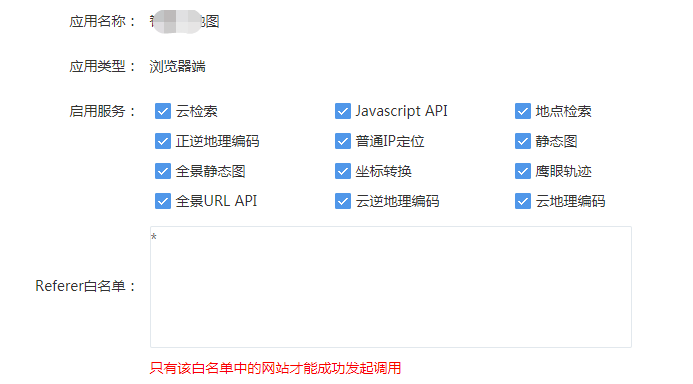 应用名称： 地图
应用类型： 浏览器端
启用服务： 云检索 Javascript API 地点检索
正逆地理编码 普通IP定位 静态图
全景静态图 坐标转换 鹰眼轨迹
全景URL API 云逆地理编码 云地理编码
*
Referer白名单：
只有该白名单中的网站才能成功发起调用